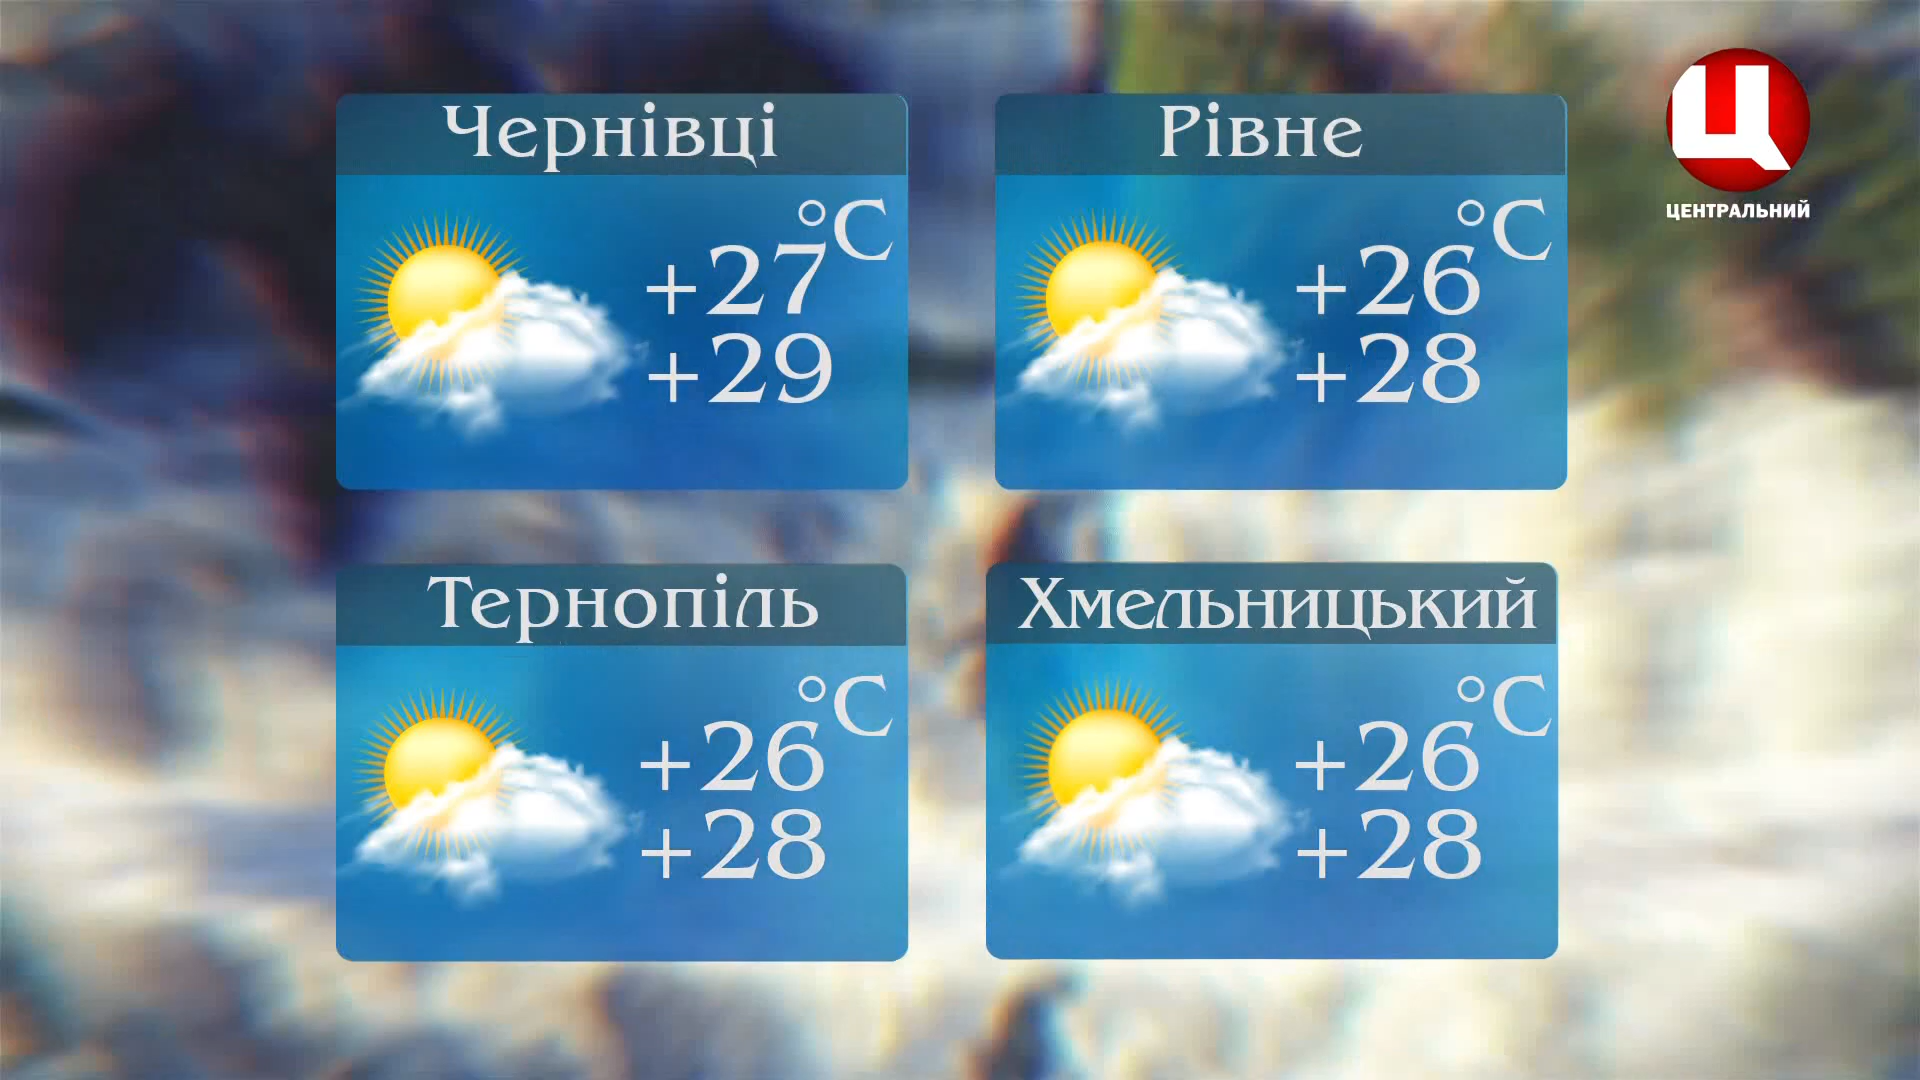 Чернівці
°C
+27
+29
Рівне
°C
+26
+28
Ц
ЦЕНТРАЛЬНИЙ
Тернопіль
°C
+26
+28
Хмельницький
°C
+26
+28